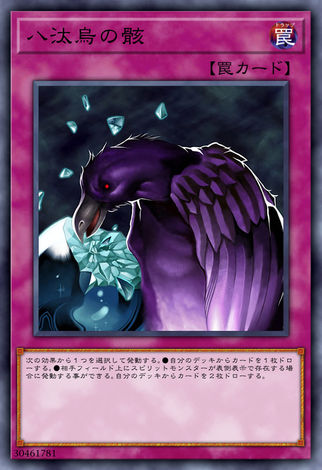 八汰烏の骸
トラップ
罠
【罠カード】
次の効果から1つを選択して発動する。●自分のデッキからカードを1枚ドロ
ーする。●相手フィールド上にスピリットモンスターが表側表示で存在する場
合に発動する事ができる。自分のデッキからカードを2枚ドローする。
30461781